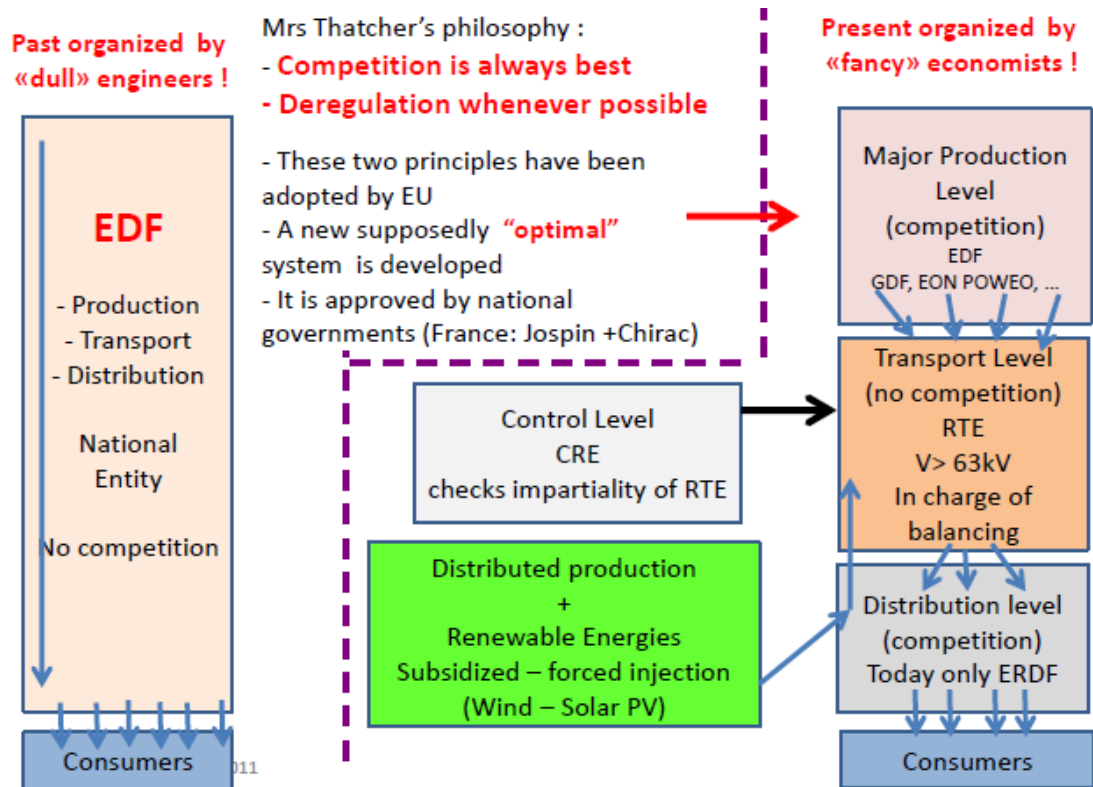 Past organized by
«dull» engineers !
EDF
- Production
- Transport
- Distribution
National
Entity
No competition
Consumers
011
Mrs Thatcher’s philosophy :
- Competition is always best
- Deregulation whenever possible
- These two principles have been
adopted by EU
- A new supposedly “optimal”
system is developed
- It is approved by national
governments (France: Jospin +Chirac)
Control Level
CRE
checks impartiality of RTE
Distributed production
+
Renewable Energies
Subsidized – forced injection
(Wind – Solar PV)
Present organized by
«fancy» economists !
Major Production
Level
(competition)
EDF
GDF, EON POWEO, ...
Transport Level
(no competition)
RTE
V> 63kV
In charge of
balancing
Distribution level
(competition)
Today only ERDF
Consumers